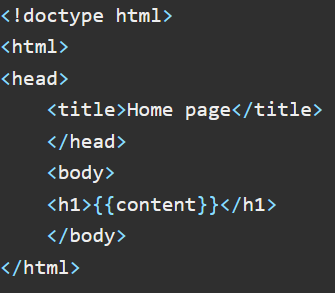 <!doctype html>
<html>
<head>
    <title>Home page</title>
    </head>
    <body>
    <h1>{{content}}</h1>
    </body>
</html>